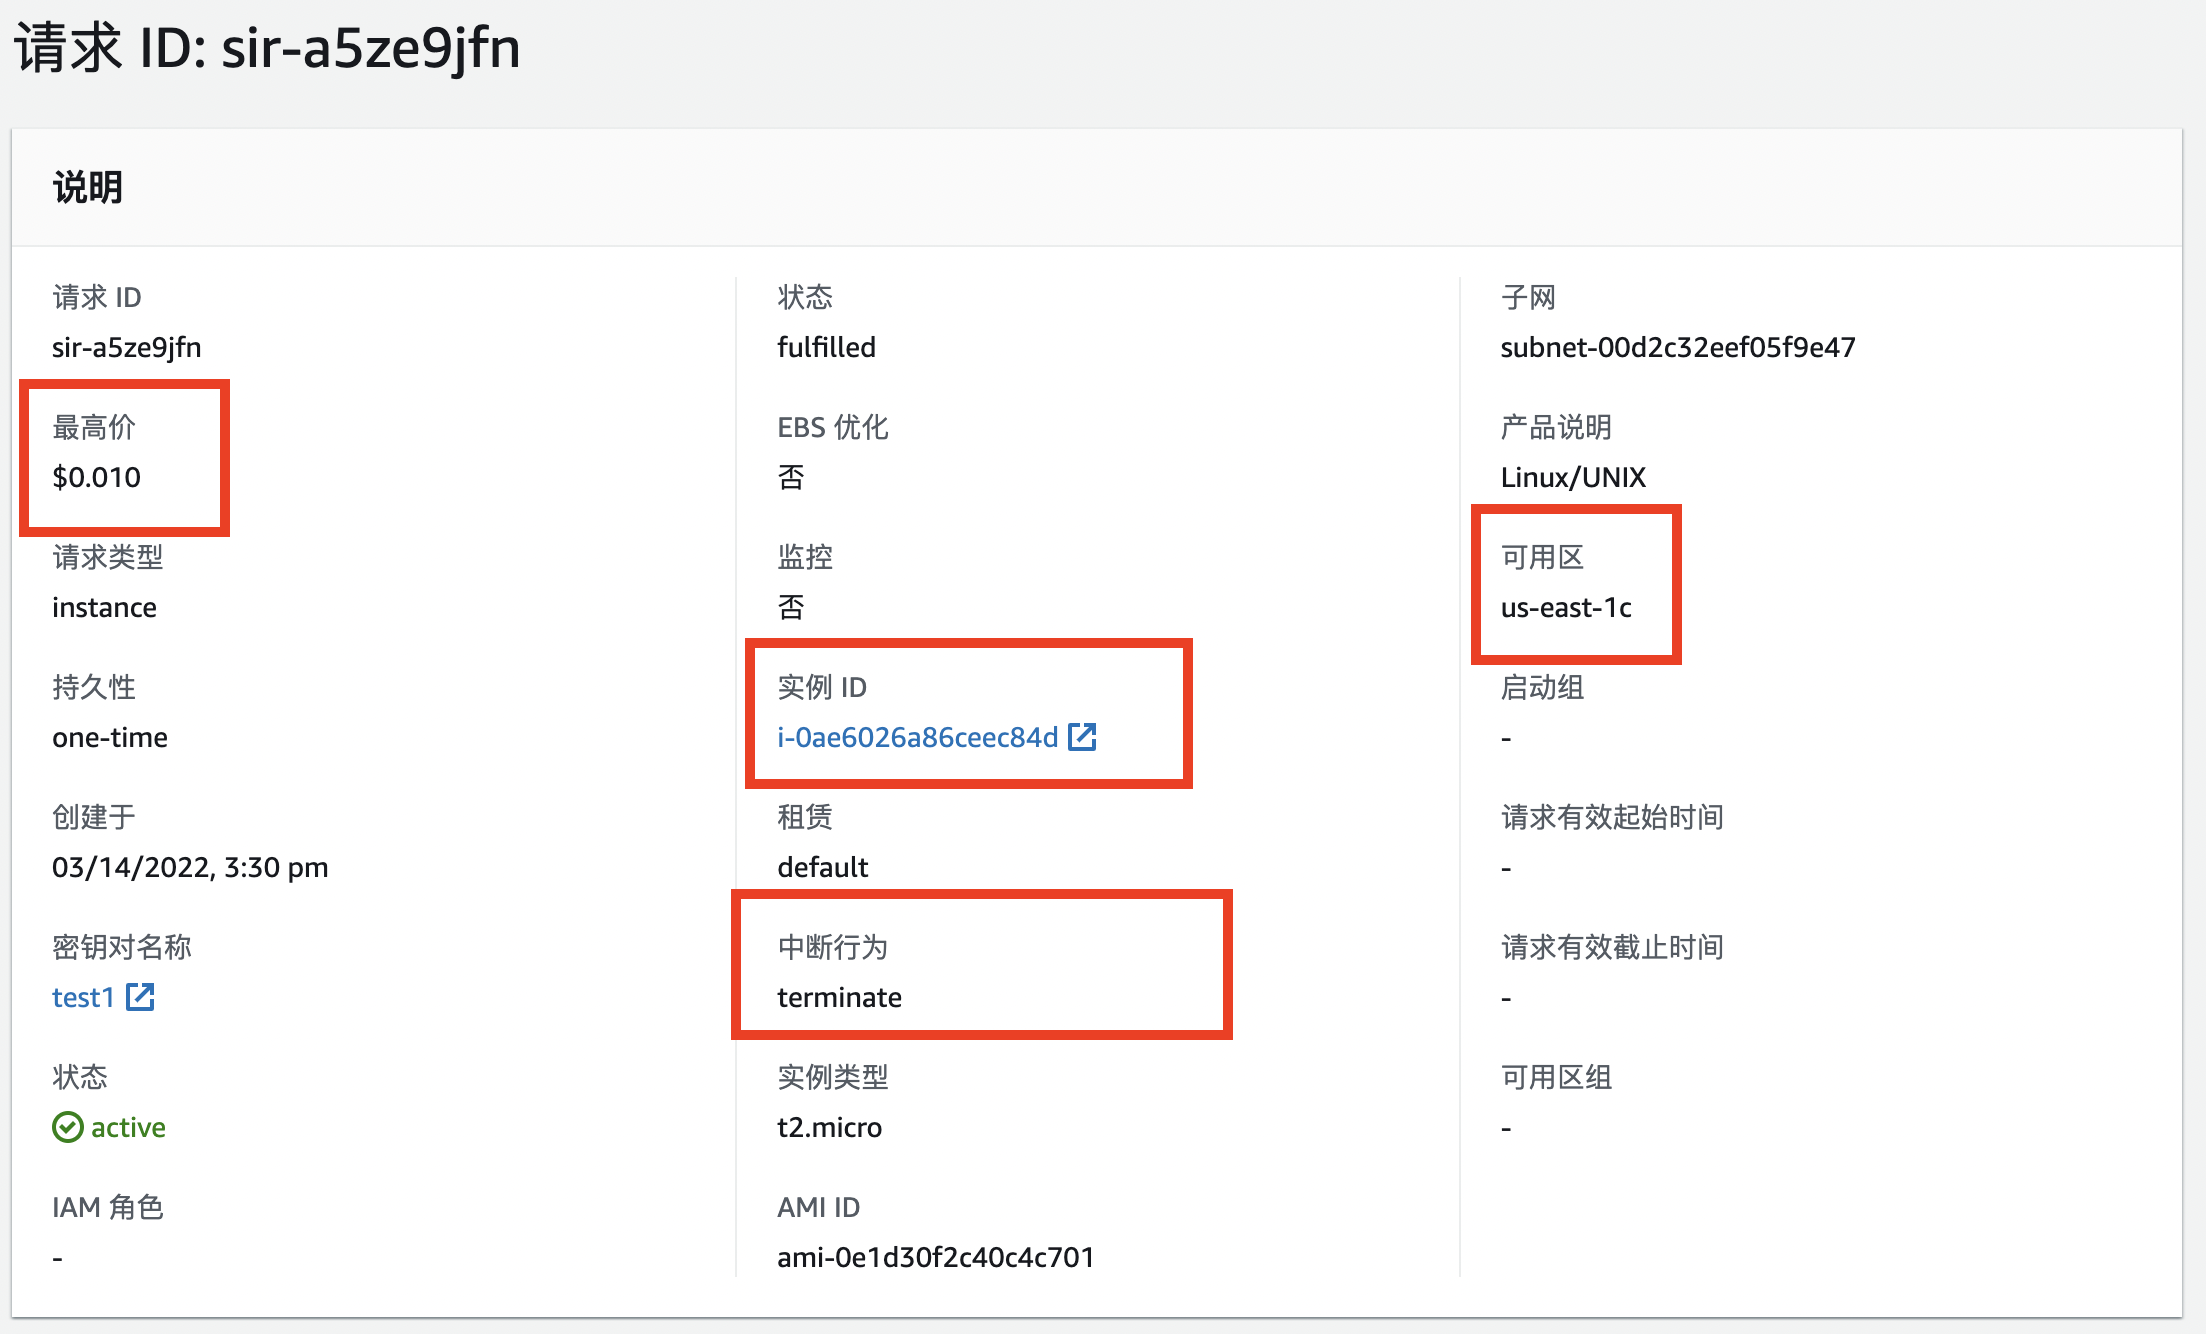 请求 ID: sir-a5ze9jfn
说明
请求 ID
sir-a5ze9jfn
最高价
$0.010
请求类型
instance
持久性
one-time
创建于
03/14/2022, 3:30 pm
密钥对名称
test1
状态
active
IAM 角色
-
状态
fulfilled
EBS 优化
否
监控
否
实例 ID
i-0ae6026a86ceec84d
租赁
default
中断行为
terminate
实例类型
t2.micro
AMI ID
ami-0e1d30f2c40c4c701
子网
subnet-00d2c32eef05f9e47
产品说明
Linux/UNIX
可用区
us-east-1c
启动组
-
请求有效起始时间
-
请求有效截止时间
-
可用区组
-